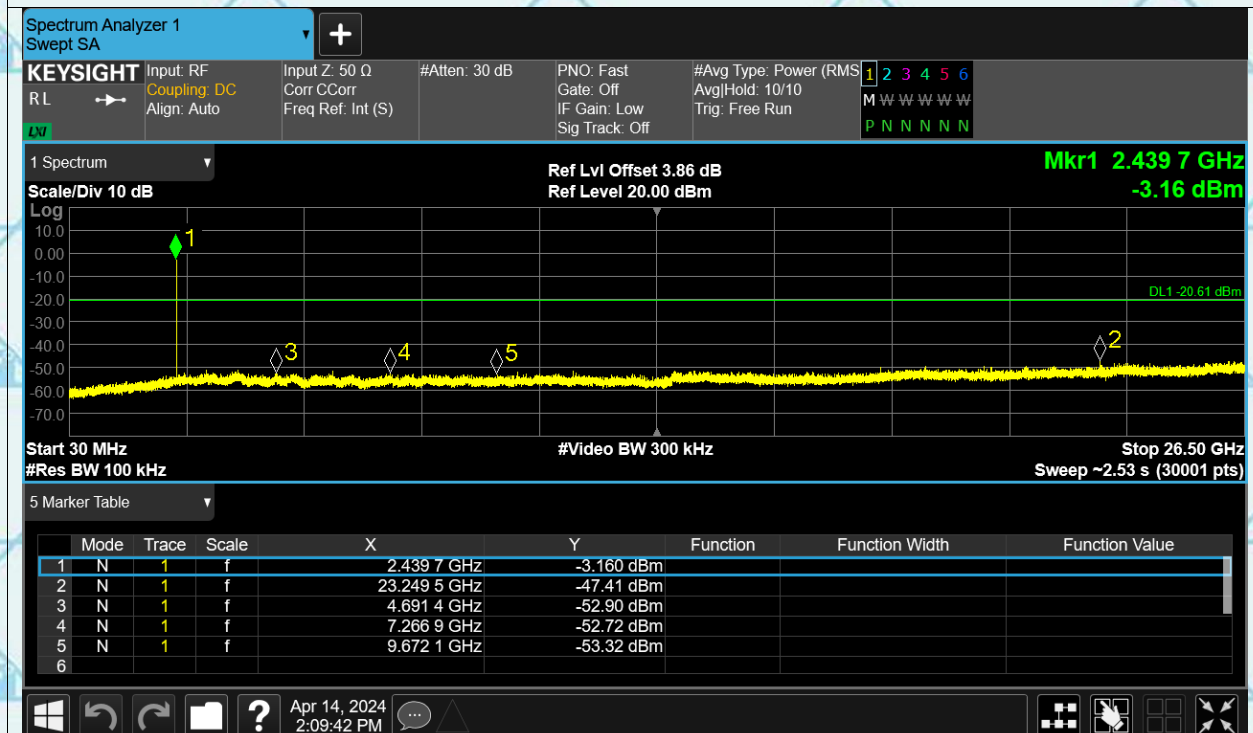 Spectrum Analyzer 1
Swept SA
+
KEYSIGHT Input: RF Input Z: 50 Ω #Atten: 30 dB PNO: Fast #Avg Type: Power (RMS 1 2 3 4 5 6
RL Coupling: DC Corr CCorr Gate: Off Avg|Hold: 10/10 M W W W W W
Align: Auto Freq Ref: Int (S) IF Gain: Low Trig: Free Run
LXI Sig Track: Off P N N N N N
1 Spectrum Ref Lvl Offset 3.86 dB Mkr1 2.439 7 GHz
Scale/Div 10 dB Ref Level 20.00 dBm -3.16 dBm
Log
10.0
1
0.00
-10.0
-20.0
DL1 -20.61 dBm
-30.0
-40.0
3 4 5 2
-50.0
-60.0
-70.0
Start 30 MHz #Video BW 300 kHz Stop 26.50 GHz
#Res BW 100 kHz Sweep ~2.53 s (30001 pts)
5 Marker Table
Mode Trace Scale X Y Function Function Width Function Value
1 N 1 f 2.439 7 GHz -3.160 dBm
2 N 1 f 23.249 5 GHz -47.41 dBm
3 N 1 f 4.691 4 GHz -52.90 dBm
4 N 1 f 7.266 9 GHz -52.72 dBm
5 N 1 f 9.672 1 GHz -53.32 dBm
6
? Apr 14, 2024
2:09:42 PM